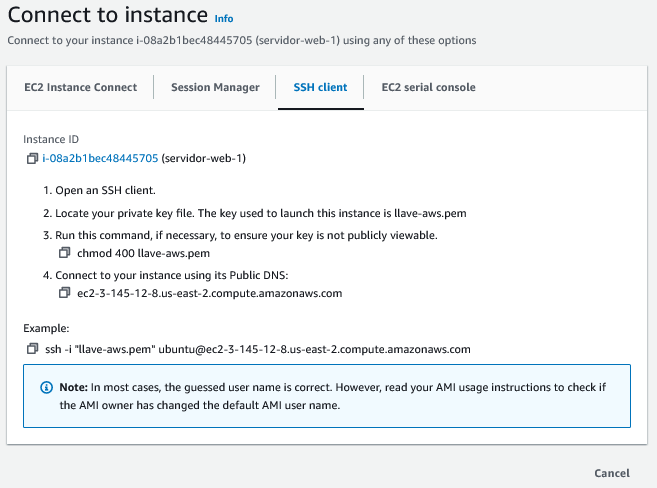 Connect to instance Info
Connect to your instance i-08a2b1bec48445705 (servidor-web-1) using any of these options
EC2 Instance Connect Session Manager SSH client EC2 serial console
Instance ID
i-08a2b1bec48445705 (servidor-web-1)
1. Open an SSH client.
2. Locate your private key file. The key used to launch this instance is llave-aws.pem
3. Run this command, if necessary, to ensure your key is not publicly viewable.
chmod 400 llave-aws.pem
4. Connect to your instance using its Public DNS:
ec2-3-145-12-8.us-east-2.compute.amazonaws.com
Example:
ssh -i "llave-aws.pem" ubuntu@ec2-3-145-12-8.us-east-2.compute.amazonaws.com
Note: In most cases, the guessed user name is correct. However, read your AMI usage instructions to check if
the AMI owner has changed the default AMI user name.
Cancel